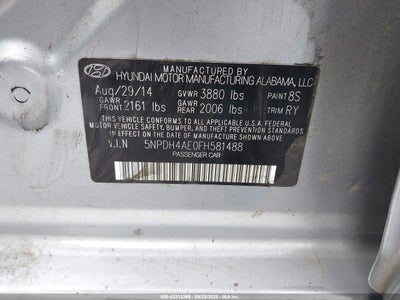 MANUFACTURED BY
HYUNDAI MOTOR MANUFACTURING ALABAMA, LLC
Aug/29/14 GVWR 3880 lbs PAINT 8S
GAWR FRONT 2161 lbs GAWR REAR 2006 lbs TRIM RY
THIS VEHICLE CONFORMS TO ALL APPLICABLE U.S.A. FEDERAL
MOTOR VEHICLE SAFETY, BUMPER, AND THEFT PREVENTION
STANDARDS IN EFFECT ON THE DATE OF MANUFACTURE SHOWN ABOVE.
V.I.N 5NPDH4AE0FH581488
PASSENGER CAR